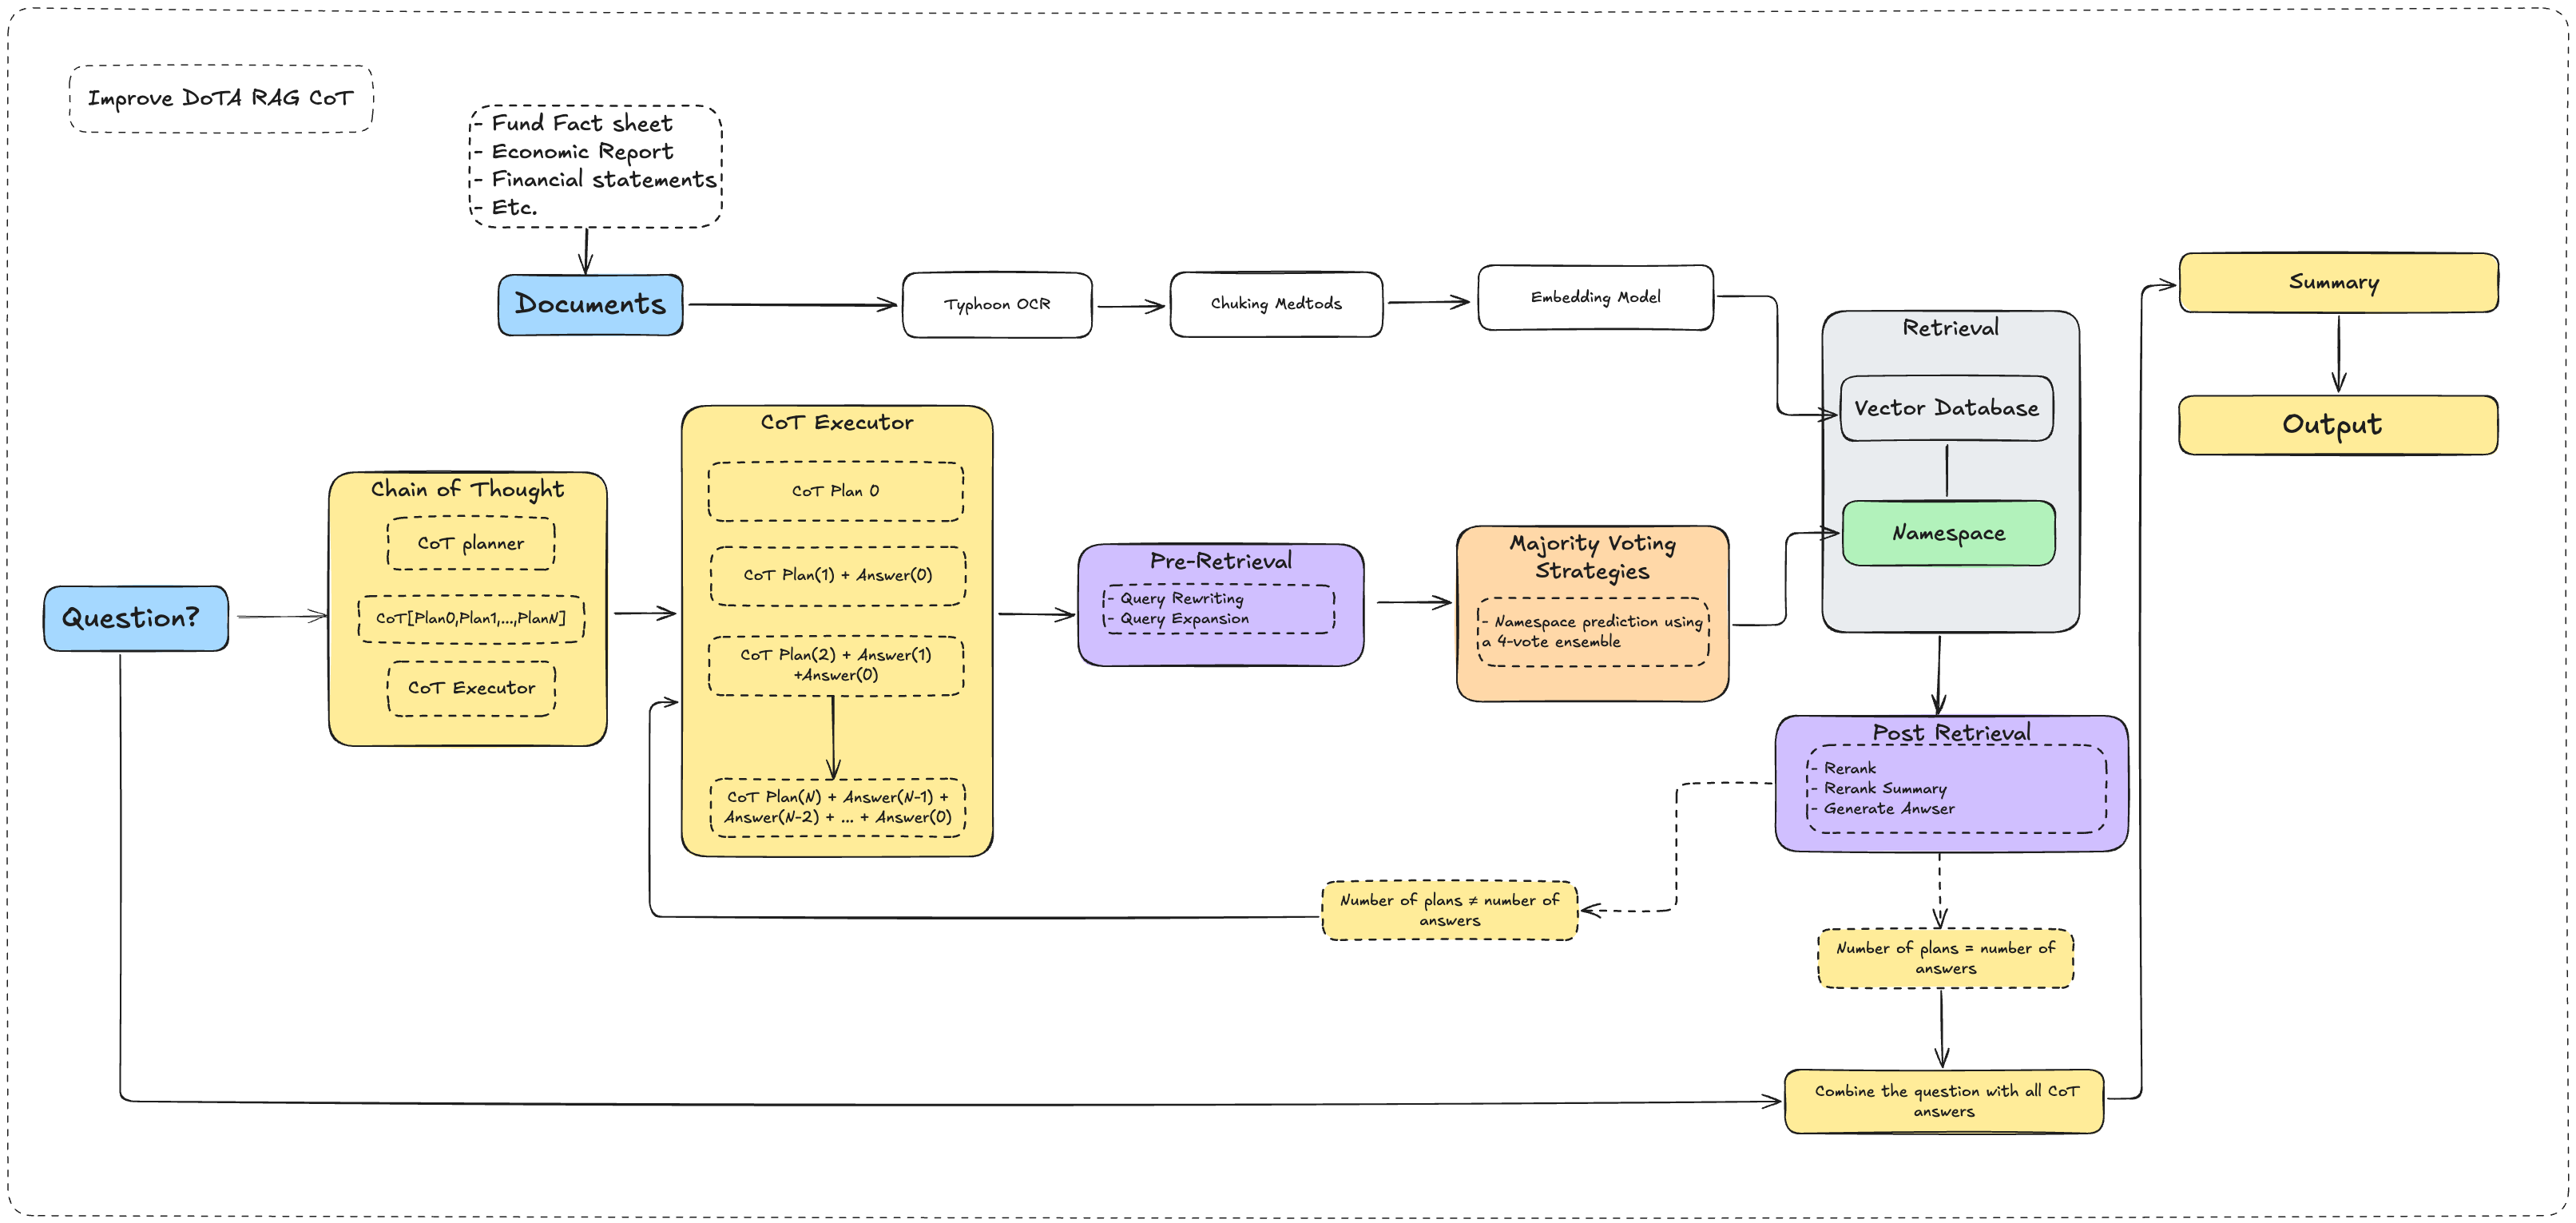 Improve DoTA RAG CoT
- Fund Fact sheet
- Economic Report
- Financial statements
- Etc.
Documents
Typhoon OCR
Chuking Medtods
Embedding Model
Retrieval
Vector Database
Namespace
Summary
Output
Question?
Chain of Thought
CoT planner
CoT[Plan0,Plan1,...,PlanN]
CoT Executor
CoT Executor
CoT Plan 0
CoT Plan(1) + Answer(0)
CoT Plan(2) + Answer(1)
+Answer(0)
CoT Plan(N) + Answer(N-1) +
Answer(N-2) + ... + Answer(0)
Pre-Retrieval
- Query Rewriting
- Query Expansion
Majority Voting
Strategies
- Namespace prediction using
a 4-vote ensemble
Post Retrieval
- Rerank
- Rerank Summary
- Generate Anwser
Number of plans ≠ number of
answers
Number of plans = number of
answers
Combine the question with all CoT
answers